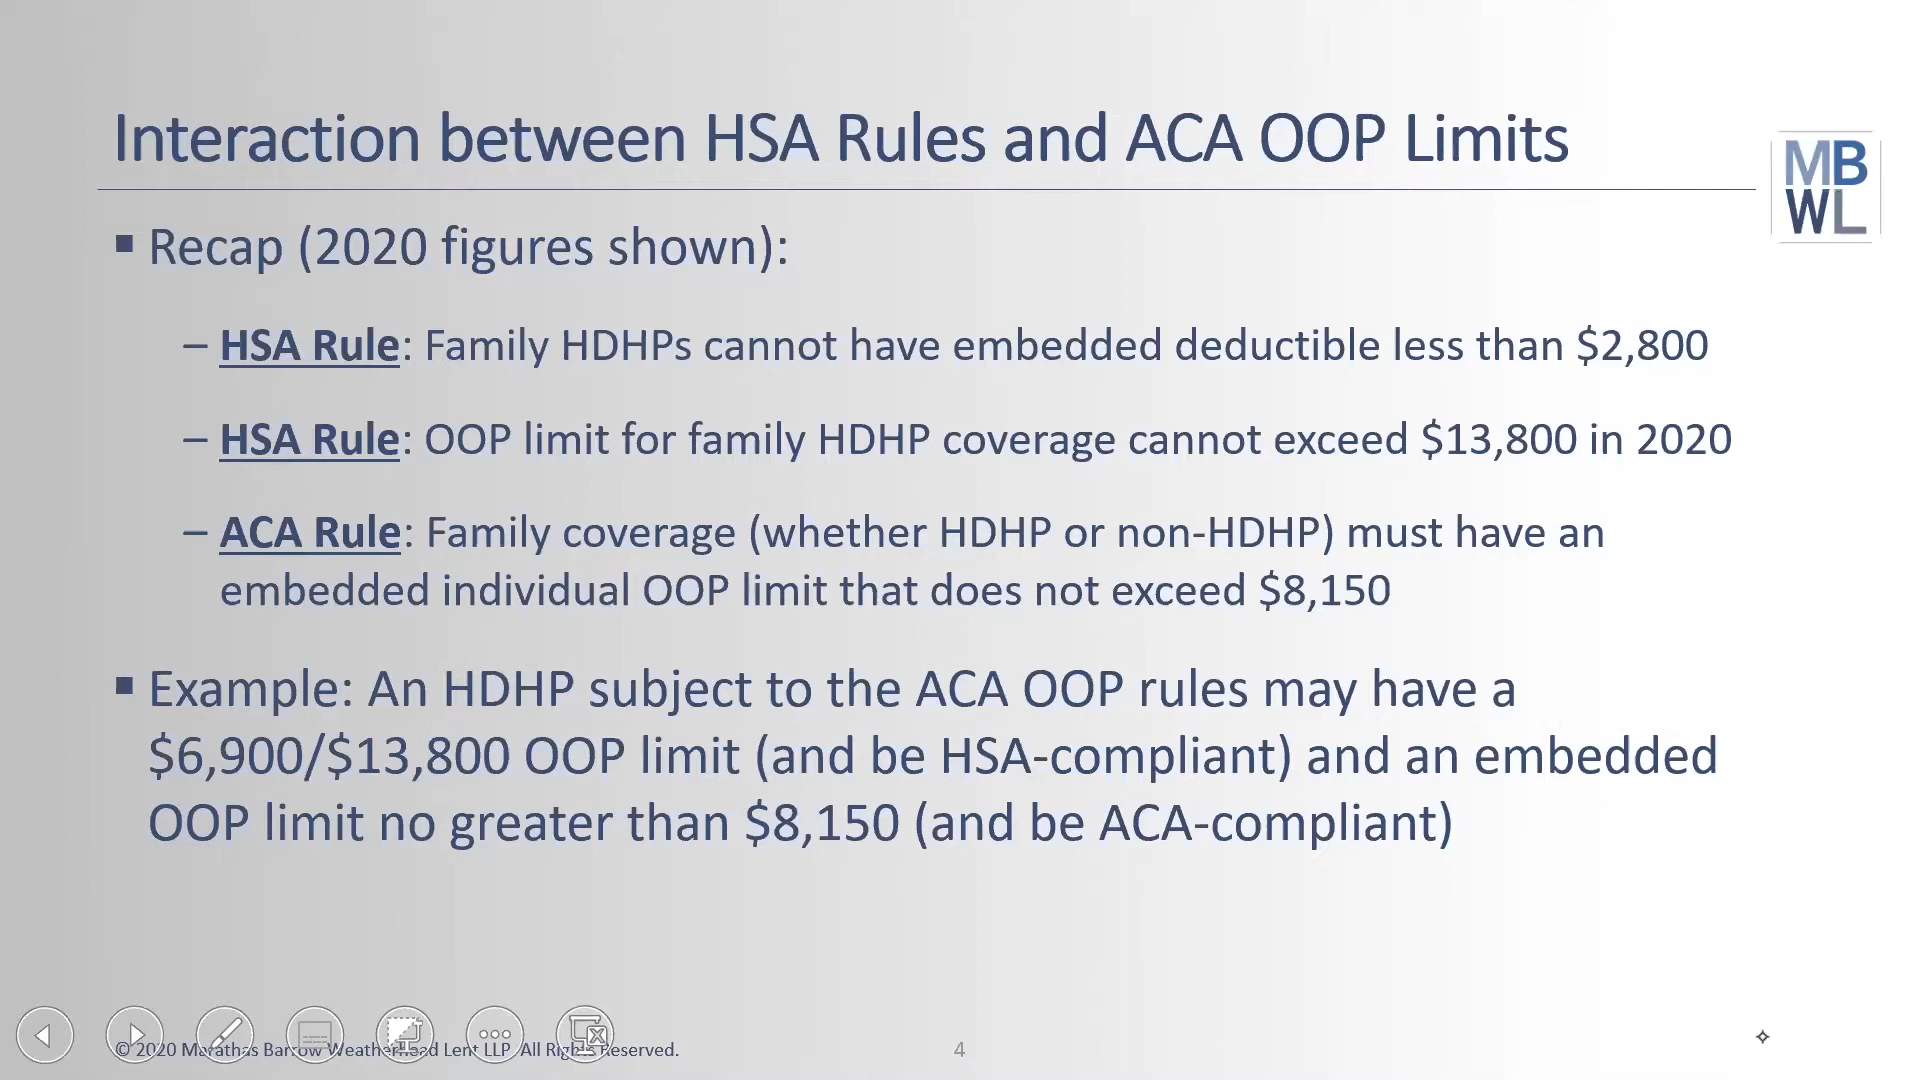 Interaction between HSA Rules and ACA OOP Limits
MB
WL
▪ Recap (2020 figures shown):
– HSA Rule: Family HDHPs cannot have embedded deductible less than $2,800
– HSA Rule: OOP limit for family HDHP coverage cannot exceed $13,800 in 2020
– ACA Rule: Family coverage (whether HDHP or non-HDHP) must have an
embedded individual OOP limit that does not exceed $8,150
▪ Example: An HDHP subject to the ACA OOP rules may have a
$6,900/$13,800 OOP limit (and be HSA-compliant) and an embedded
OOP limit no greater than $8,150 (and be ACA-compliant)
© 2020 Marathas Barrow Weatherhead Lent LLP. All Rights Reserved.
4